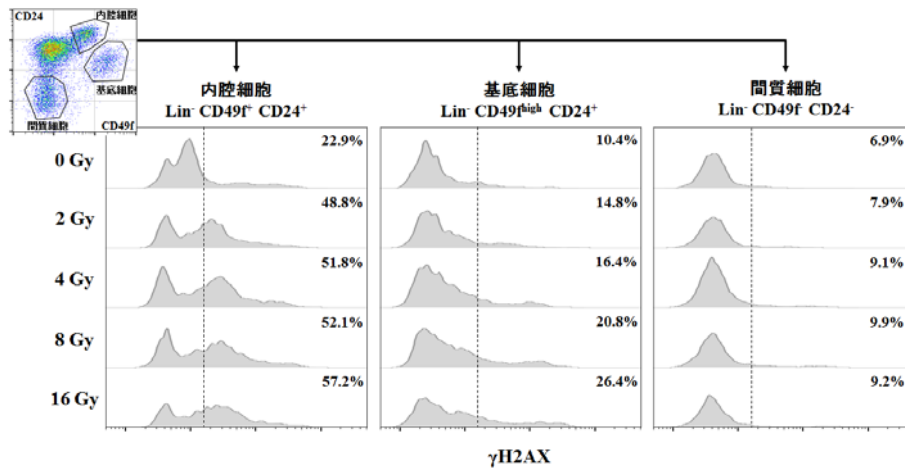 CD24
内腔細胞
基底細胞
間異細胞
CD49f
内腔細胞
Lin⁻ CD49f⁺ CD24⁺
基底細胞
Lin⁻ CD49fʰⁱᵍʰ CD24⁺
間質細胞
Lin⁻ CD49f⁻ CD24⁻
0 Gy
22.9%
10.4%
6.9%
2 Gy
48.8%
14.8%
7.9%
4 Gy
51.8%
16.4%
9.1%
8 Gy
52.1%
20.8%
9.9%
16 Gy
57.2%
26.4%
9.2%
γH2AX